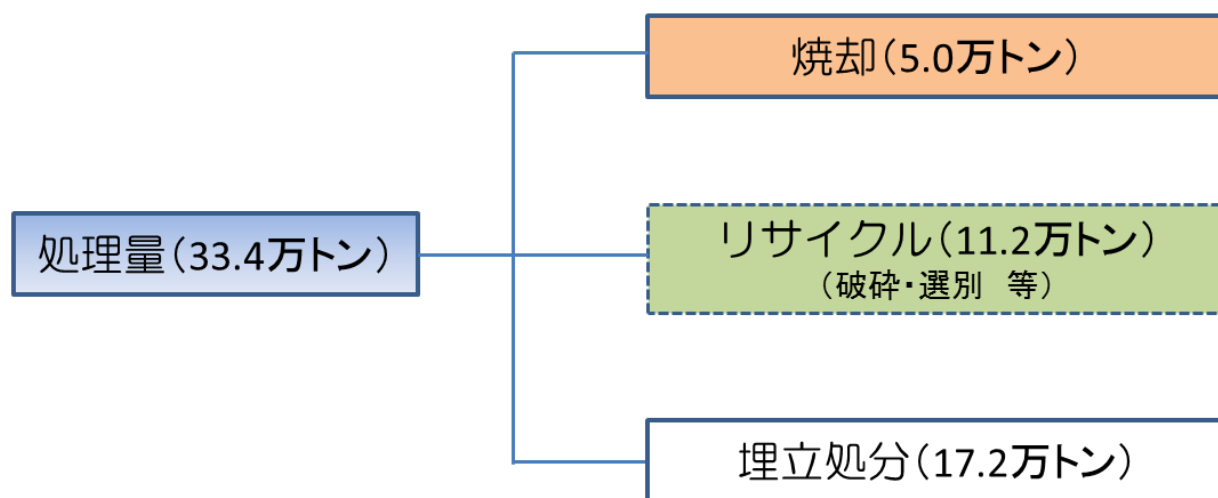 焼却（5.0万トン）
処理量（33.4万トン）
リサイクル（11.2万トン）
（破砕・選別　等）
埋立処分（17.2万トン）